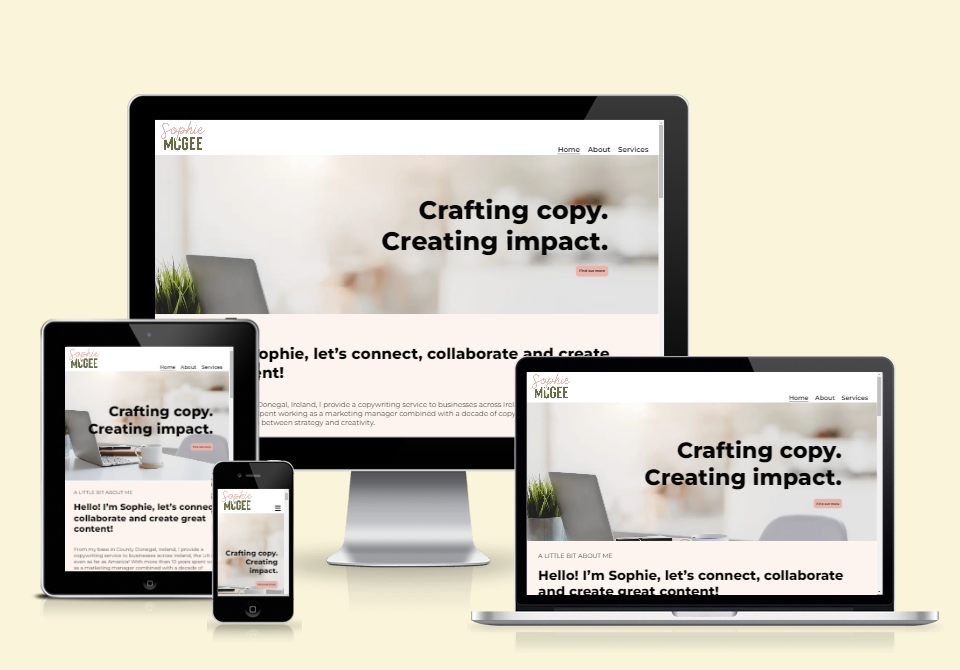 Sophie
McGEE
Home About Services
Crafting copy.
Creating impact.
Find out more
ophie, let's connect, collaborate and create
ent!
Donegal, Ireland, I provide a copywriting service to businesses across Irel
pent working as a marketing manager combined with a decade of copy
between strategy and creativity.
Sophie
McGEE
Home About Services
Crafting copy.
Creating impact.
Find out more
A LITTLE BIT ABOUT ME
Hello! I'm Sophie, let's connec
collaborate and create great
content!
From my base in County Donegal, Ireland, I provide a
copywriting service to businesses across Ireland, the UK
even as far as America! With more than 10 years spent
as a marketing manager combined with a decade of
Sophie
McGEE
Crafting copy.
Creating
impact.
Sophie
McGEE
Home About Services
Crafting copy.
Creating impact.
Find out more
A LITTLE BIT ABOUT ME
Hello! I'm Sophie, let's connect, collaborate
and create great content!